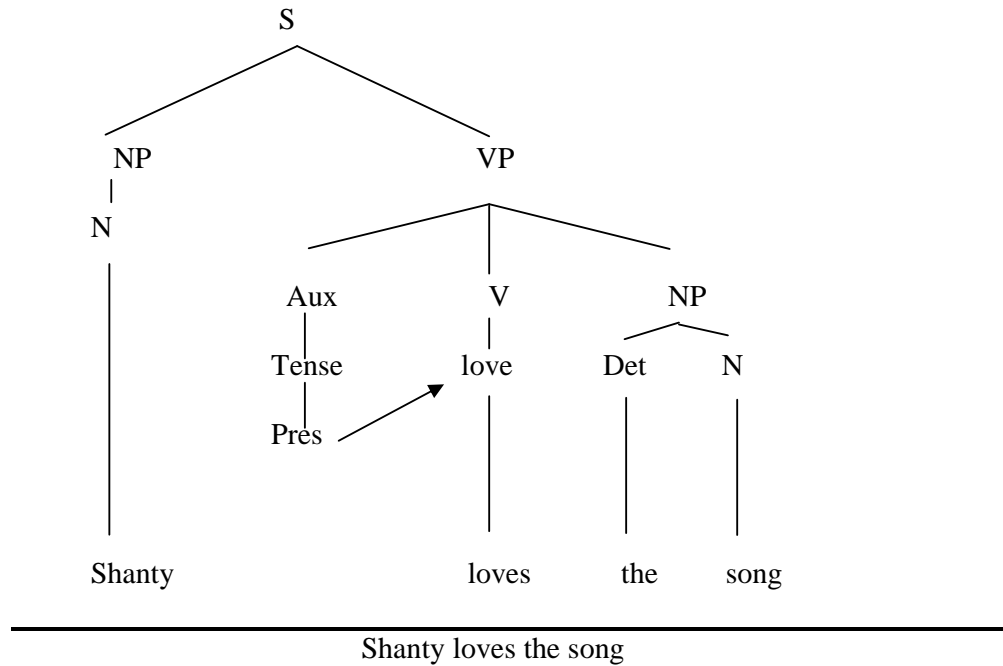 S
NP VP
N
Aux V NP
Tense love Det N
Pres
Shanty loves the song
Shanty loves the song